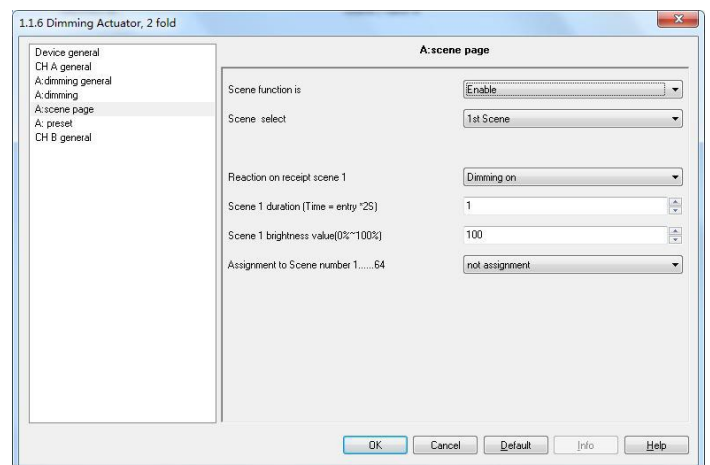 1.1.6 Dimming Actuator, 2 fold
Device general
CH A general
A:dimming general
A:dimming
A:scene page
A: preset
CH B general
A:scene page
Scene function is Enable
Scene select 1st Scene
Reaction on receipt scene 1 Dimming on
Scene 1 duration (Time = entry *2S) 1
Scene 1 brightness value(0%~100%) 100
Assignment to Scene number 1......64 not assignment
OK Cancel Default Info Help